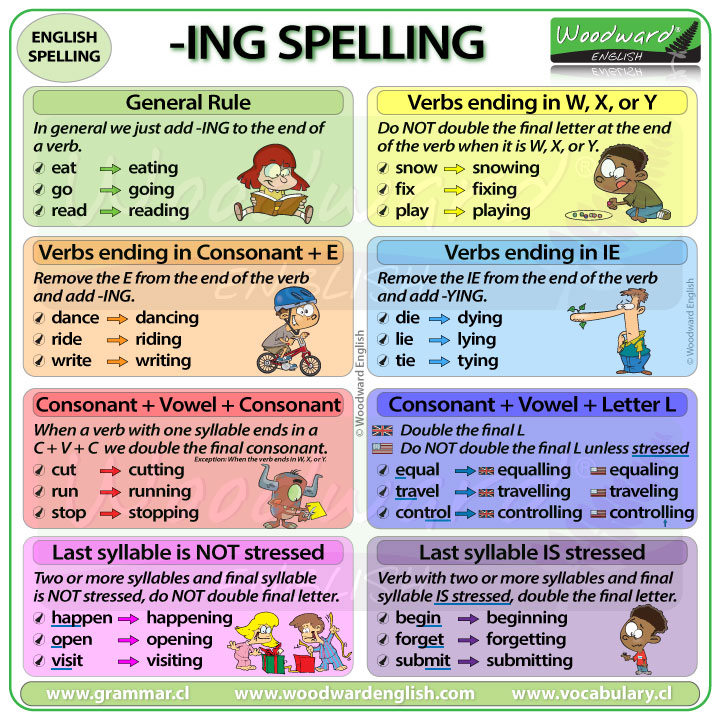 ENGLISH
SPELLING
-ING SPELLING
Woodward®
ENGLISH
General Rule
In general we just add -ING to the end of
a verb.
eat eating
go going
read reading
Verbs ending in W, X, or Y
Do NOT double the final letter at the end
of the verb when it is W, X, or Y.
snow snowing
fix fixing
play playing
Verbs ending in Consonant + E
Remove the E from the end of the verb
and add -ING.
dance dancing
ride riding
write writing
Verbs ending in IE
Remove the IE from the end of the verb
and add -YING.
die dying
lie lying
tie tying
© Woodward English
© Woodward English
Consonant + Vowel + Consonant
When a verb with one syllable ends in a
C + V + C we double the final consonant.
Exception: When the verb ends in W, X, or Y.
cut cutting
run running
stop stopping
Consonant + Vowel + Letter L
Double the final L
Do NOT double the final L unless stressed
equal equalling equaling
travel travelling traveling
control controlling controlling
Last syllable is NOT stressed
Two or more syllables and final syllable
is NOT stressed, do NOT double final letter.
happen happening
open opening
visit visiting
Last syllable IS stressed
Verb with two or more syllables and final
syllable IS stressed, double the final letter.
begin beginning
forget forgetting
submit submitting
www.grammar.cl www.woodwardenglish.com www.vocabulary.cl
Woodward®
ENGLISH
Woodward®
ENGLISH